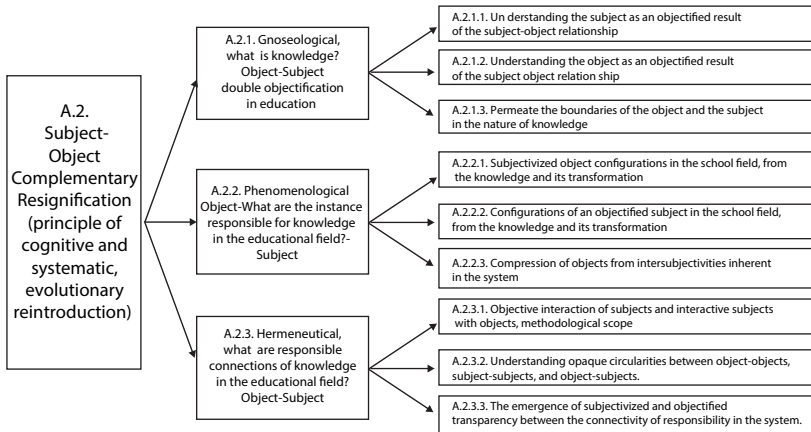 A.2.
Subject-
Object
Complementary
Resignification
(principle of
cognitive and
systematic,
evolutionary
reintroduction)
A.2.1. Gnoseological,
what is knowledge?
Object-Subject
double objectification
in education
A.2.1.1. Un derstanding the subject as an objectified result
of the subject-object relationship
A.2.1.2. Understanding the object as an objectified result
of the subject object relation ship
A.2.1.3. Permeate the boundaries of the object and the subject
in the nature of knowledge
A.2.2. Phenomenological
Object-What are the instance
responsible for knowledge
in the educational field?-
Subject
A.2.2.1. Subjectivized object configurations in the school field, from
the knowledge and its transformation
A.2.2.2. Configurations of an objectified subject in the school field,
from the knowledge and its transformation
A.2.2.3. Compression of objects from intersubjectivities inherent
in the system
A.2.3. Hermeneutical,
what are responsible
connections of knowledge
in the educational field?
Object-Subject
A.2.3.1. Objective interaction of subjects and interactive subjects
with objects, methodological scope
A.2.3.2. Understanding opaque circularities between object-objects,
subject-subjects, and object-subjects.
A.2.3.3. The emergence of subjectivized and objectified
transparency between the connectivity of responsibility in the system.